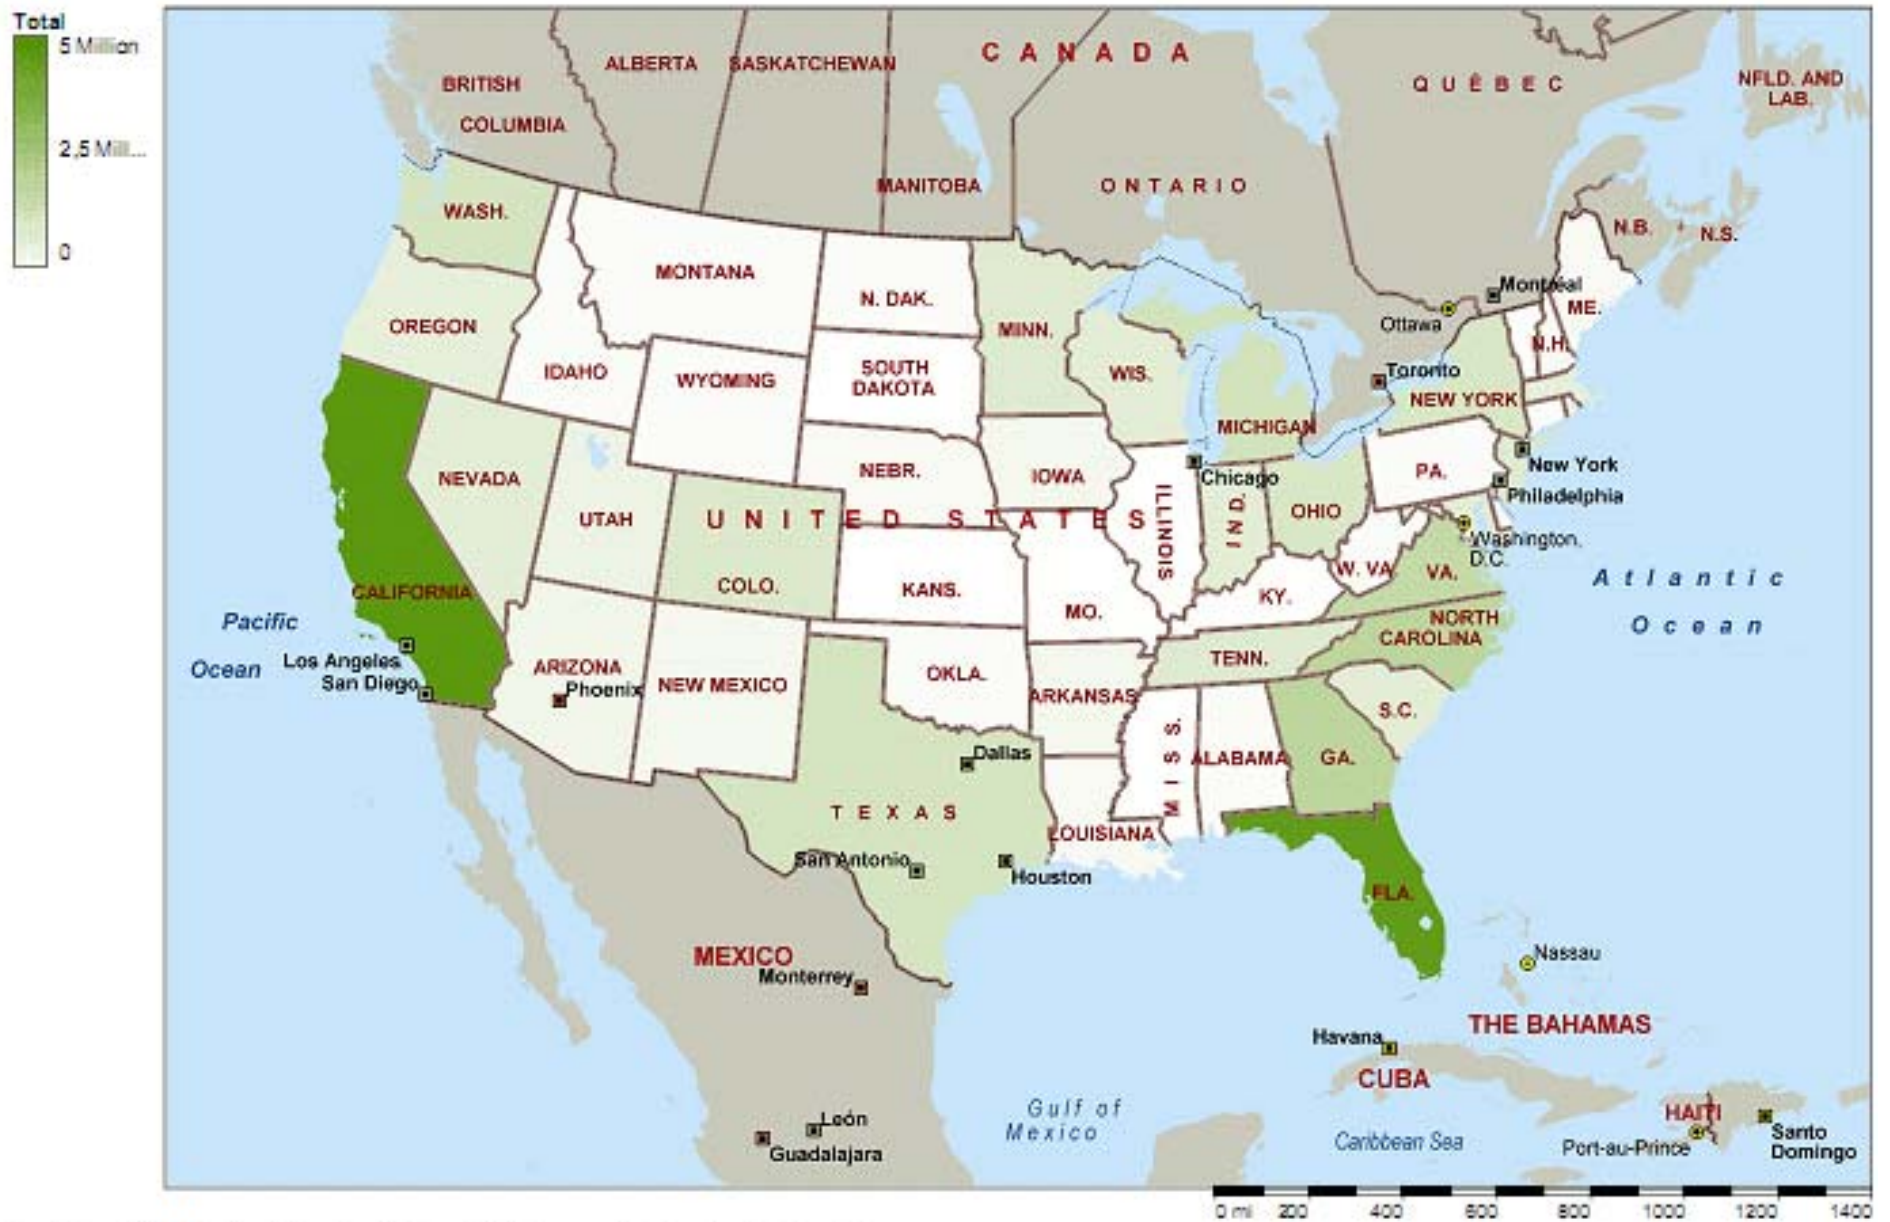 Total
5 Million
2,5 Mill...
0
CANADA
ALBERTA
SASKATCHEWAN
BRITISH
COLUMBIA
MANITOBA
ONTARIO
QUÉBEC
NFLD. AND
LAB.
N.B.
N.S.
WASH.
MONTANA
N. DAK.
MINN.
OREGON
IDAHO
WYOMING
SOUTH
DAKOTA
WIS.
MICHIGAN
Montréal
Ottawa
Toronto
ME.
N.H.
NEW YORK
NEVADA
UTAH
NEBR.
IOWA
Chicago
ILLINOIS
IND.
OHIO
PA.
New York
Philadelphia
Washington,
D.C.
UNITED STATES
COLO.
KANS.
MO.
KY.
W. VA
VA.
NORTH
CAROLINA
CALIFORNIA
Pacific
Ocean
Los Angeles
San Diego
ARIZONA
Phoenix
NEW MEXICO
OKLA.
ARKANSAS
TENN.
S.C.
Atlantic
Ocean
Dallas
TEXAS
San Antonio
Houston
LOUISIANA
MISS.
ALABAMA
GA.
FLA.
MEXICO
Monterrey
Nassau
THE BAHAMAS
Havana
CUBA
León
Guadalajara
Gulf of
Mexico
Caribbean Sea
HAITI
Port-au-Prince
Santo
Domingo
0 mi 200 400 600 800 1000 1200 1400